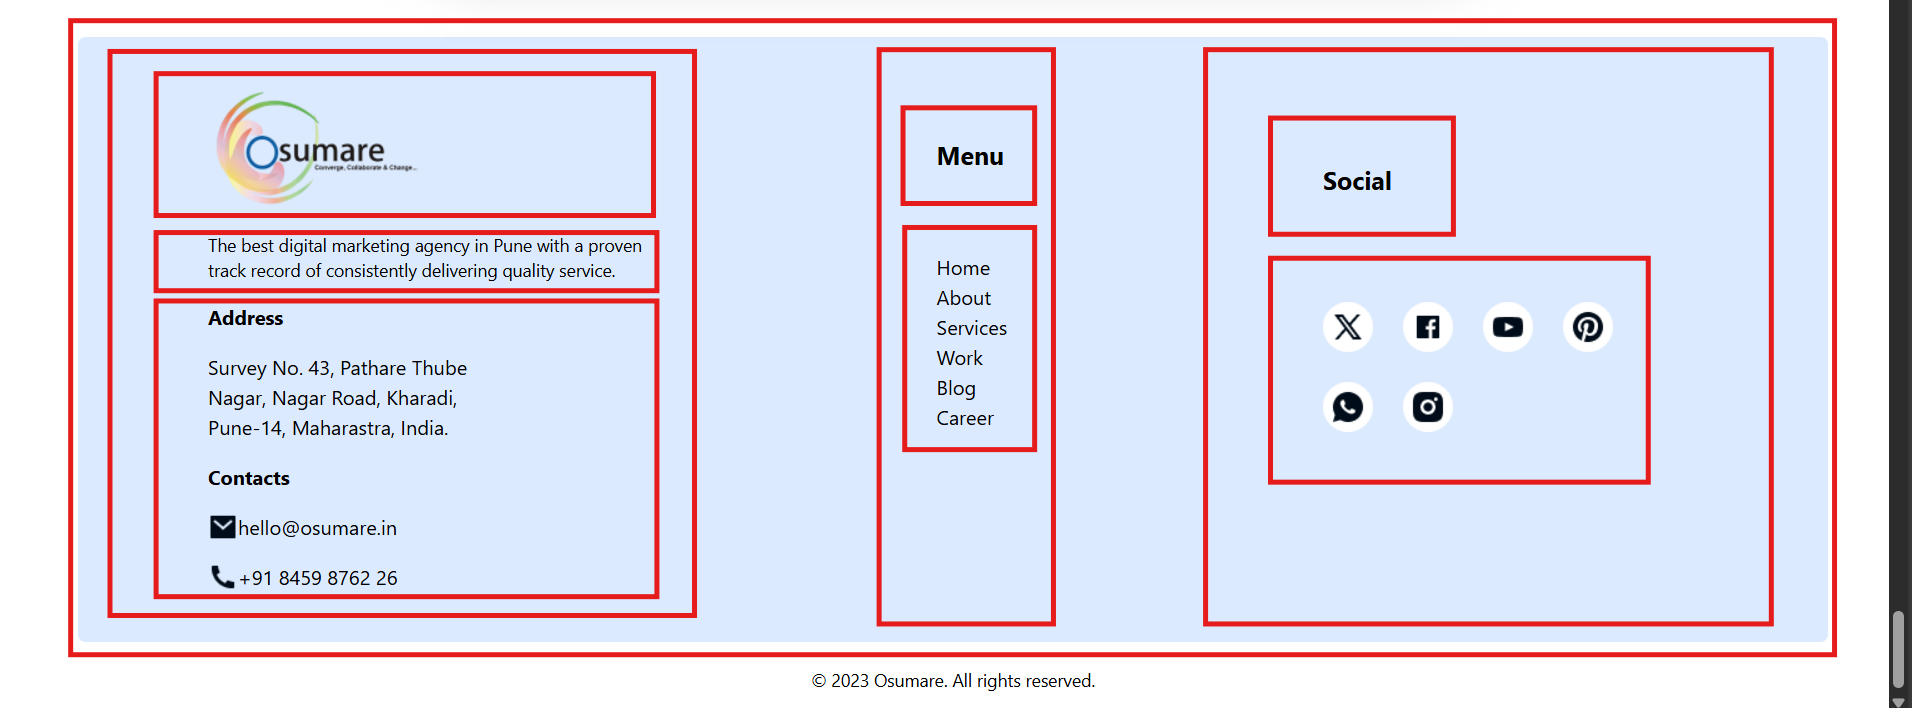 Osumare
Converge, Collaborate & Change...
The best digital marketing agency in Pune with a proven
track record of consistently delivering quality service.
Address
Survey No. 43, Pathare Thube
Nagar, Nagar Road, Kharadi,
Pune-14, Maharastra, India.
Contacts
hello@osumare.in
+91 8459 8762 26
Menu
Home
About
Services
Work
Blog
Career
Social
© 2023 Osumare. All rights reserved.